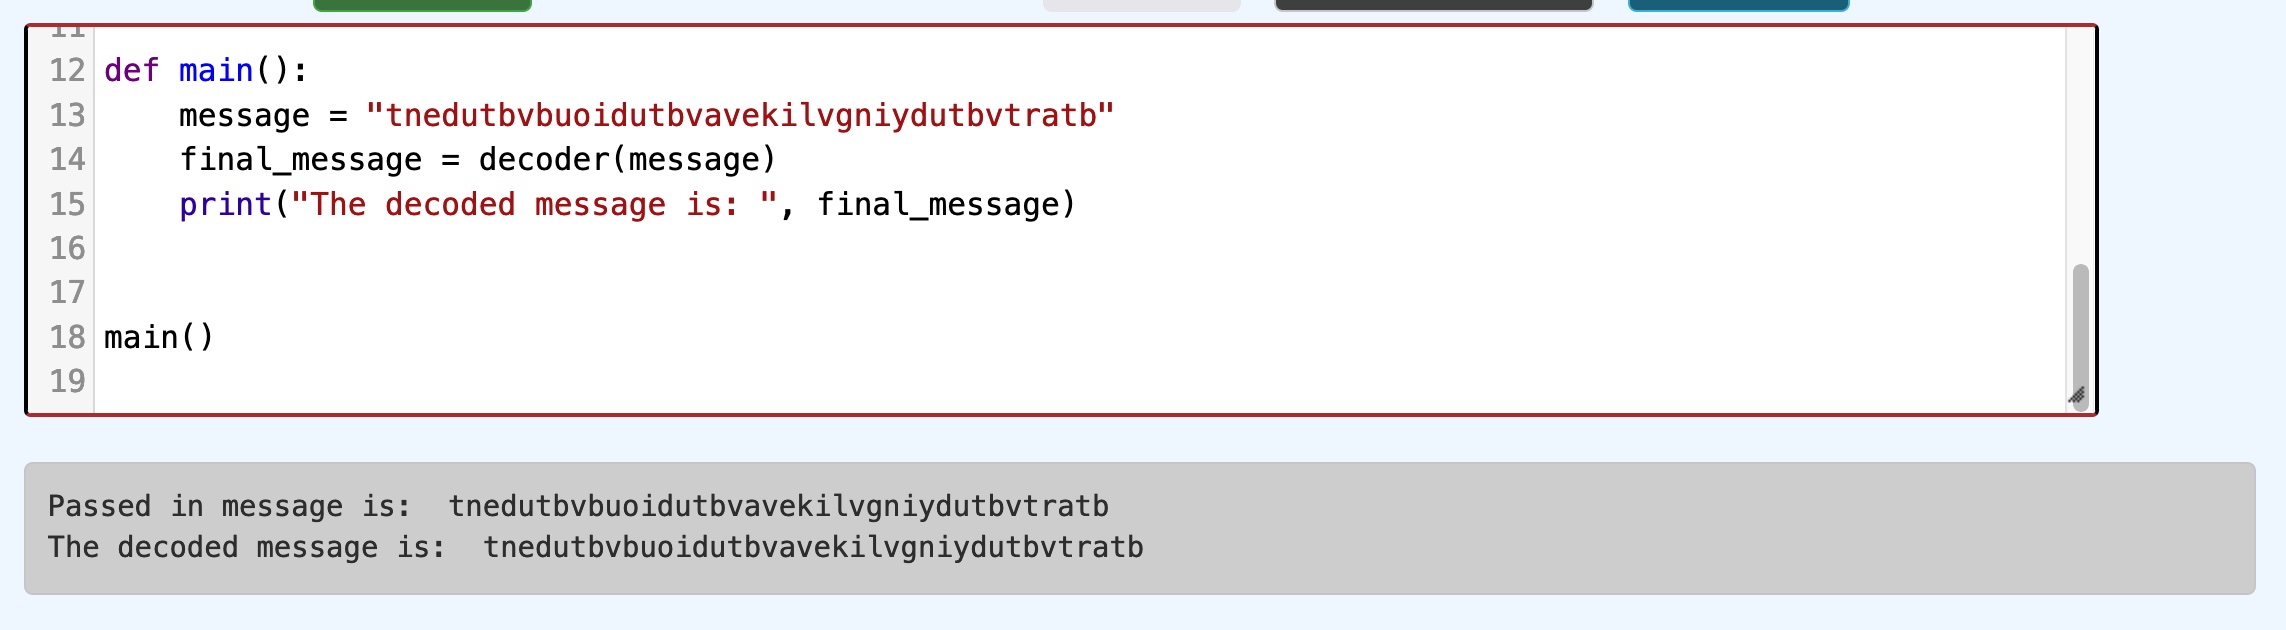 11
12 def main():
13     message = "tnedutbvbuoidutbvavekilvgniydutbvtratb"
14     final_message = decoder(message)
15     print("The decoded message is: ", final_message)
16
17
18 main()
19
Passed in message is:  tnedutbvbuoidutbvavekilvgniydutbvtratb
The decoded message is:  tnedutbvbuoidutbvavekilvgniydutbvtratb